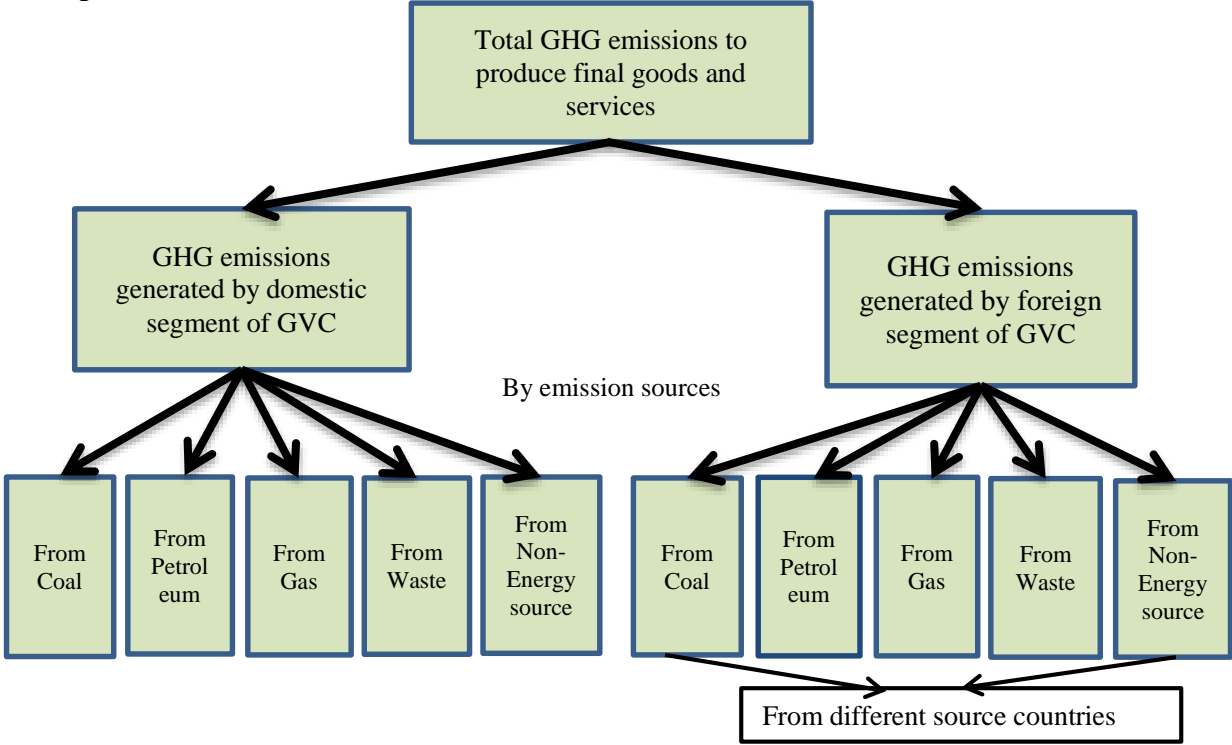 Total GHG emissions to
produce final goods and
services
GHG emissions
generated by domestic
segment of GVC
GHG emissions
generated by foreign
segment of GVC
By emission sources
From
Coal
From
Petrol
eum
From
Gas
From
Waste
From
Non-
Energy
source
From
Coal
From
Petrol
eum
From
Gas
From
Waste
From
Non-
Energy
source
From different source countries